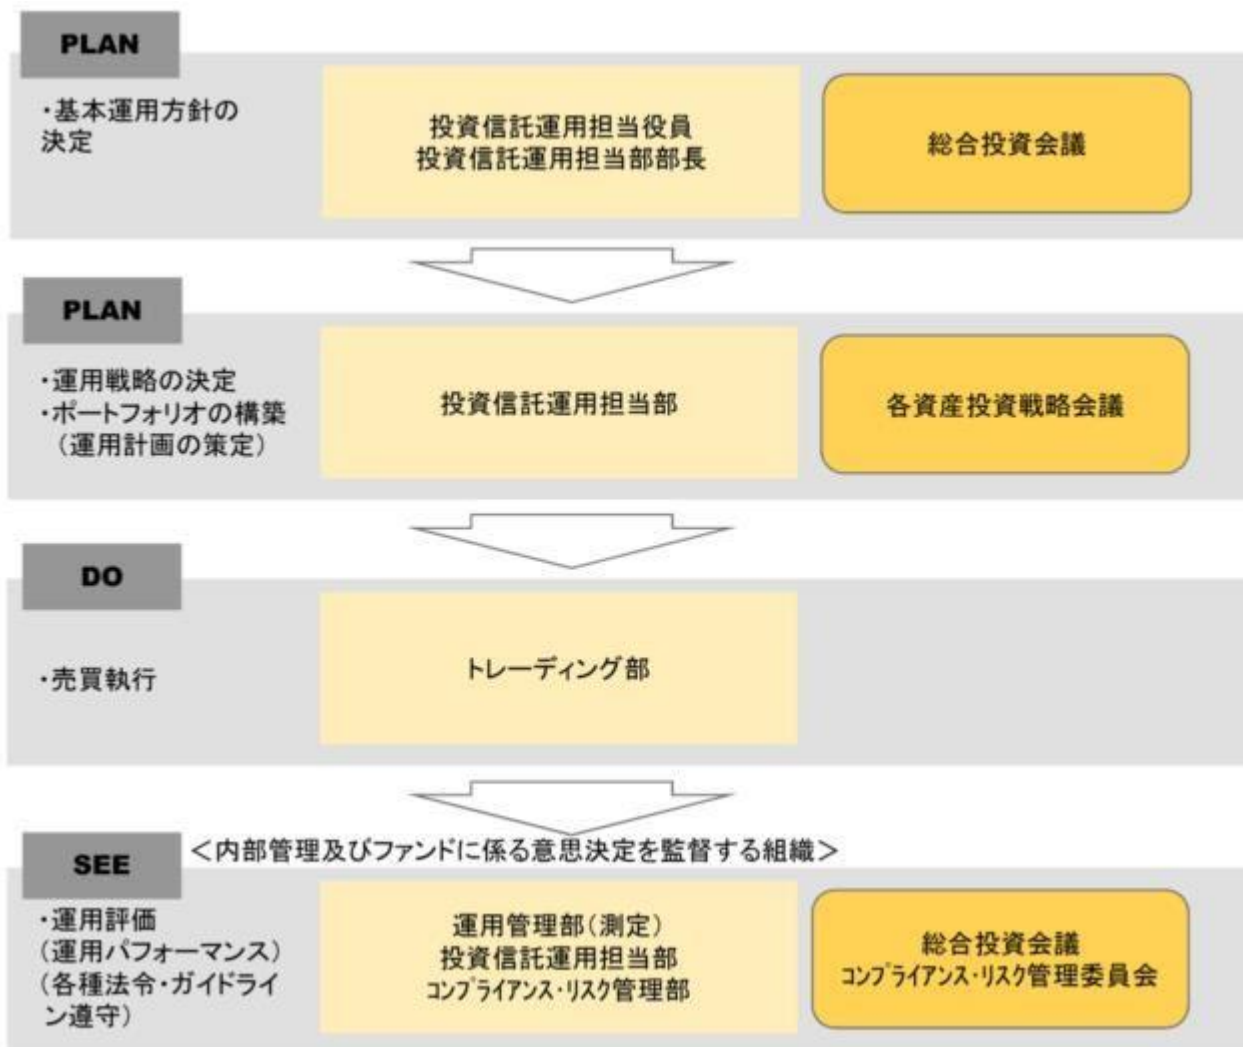 PLAN
・基本運用方針の
決定
投資信託運用担当役員
投資信託運用担当部部長
総合投資会議
PLAN
・運用戦略の決定
・ポートフォリオの構築
（運用計画の策定）
投資信託運用担当部
各資産投資戦略会議
DO
・売買執行
トレーディング部
SEE
＜内部管理及びファンドに係る意思決定を監督する組織＞
・運用評価
（運用パフォーマンス）
（各種法令・ガイドライ
ン遵守）
運用管理部（測定）
投資信託運用担当部
ｺﾝﾌﾟﾗｲｱﾝｽ・ﾘｽｸ管理部
総合投資会議
ｺﾝﾌﾟﾗｲｱﾝｽ・ﾘｽｸ管理委員会